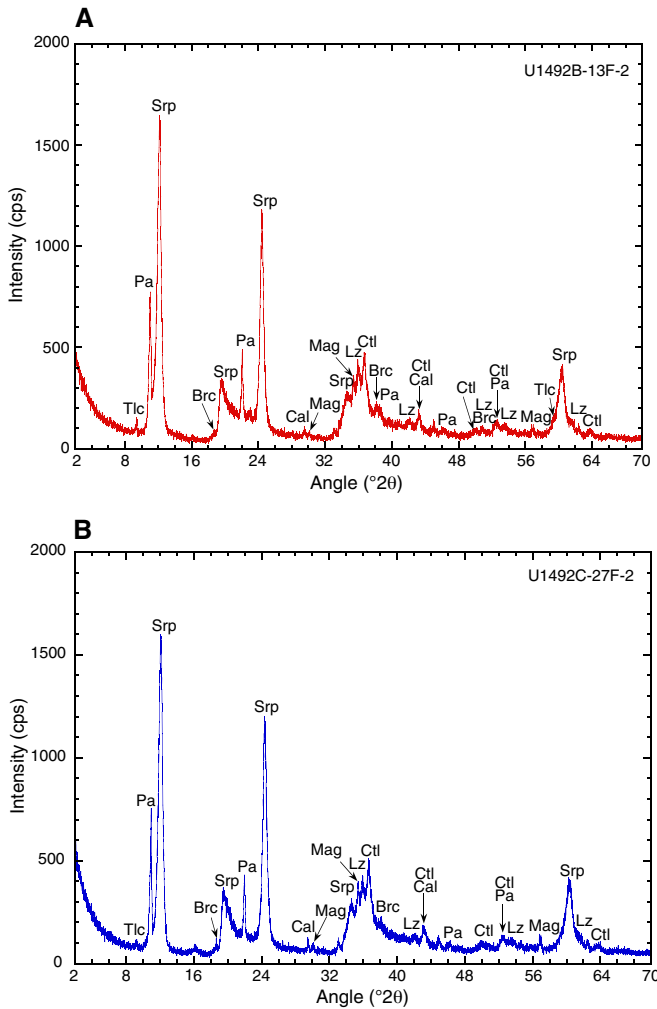 A
2000
U1492B-13F-2
Srp
1500
Srp
1000
Intensity (cps)
Pa
500
Pa
Mag
Lz
Ctl
Srp
Srp
Brc
Pa
Ctl
Cal
Ctl
Pa
Srp
Tlc
Brc
Cal
Mag
Lz
Pa
Ctl
Lz
Brc
Lz
Mag
Tlc
Lz
Ctl
0
2 8 16 24 32 40 48 56 64 70
Angle (°2θ)
B
2000
U1492C-27F-2
Srp
1500
Srp
1000
Intensity (cps)
Pa
500
Pa
Mag
Lz
Ctl
Srp
Srp
Brc
Ctl
Cal
Ctl
Pa
Srp
Tlc
Brc
Cal
Mag
Lz
Pa
Ctl
Lz
Mag
Lz
Ctl
0
2 8 16 24 32 40 48 56 64 70
Angle (°2θ)